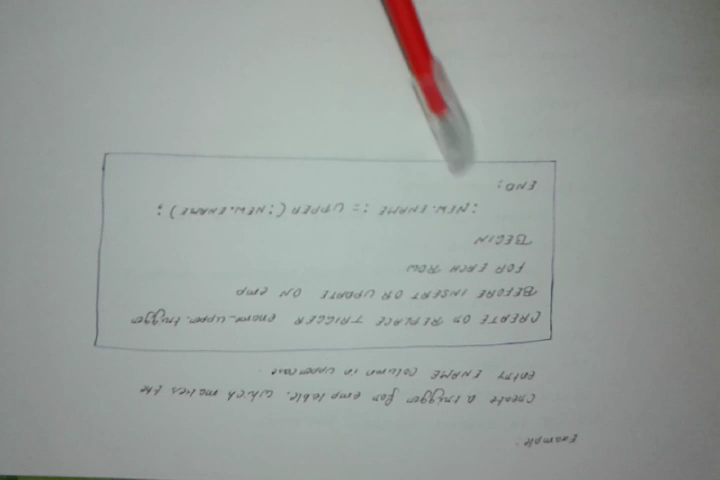 Example:
Create a trigger for emp table. which makes the
entry ENAME column in uppercase.
CREATE OR REPLACE TRIGGER ename_upper_trigger
BEFORE INSERT OR UPDATE ON emp
FOR EACH ROW
BEGIN
:NEW.ENAME := UPPER(:NEW.ENAME);
END;